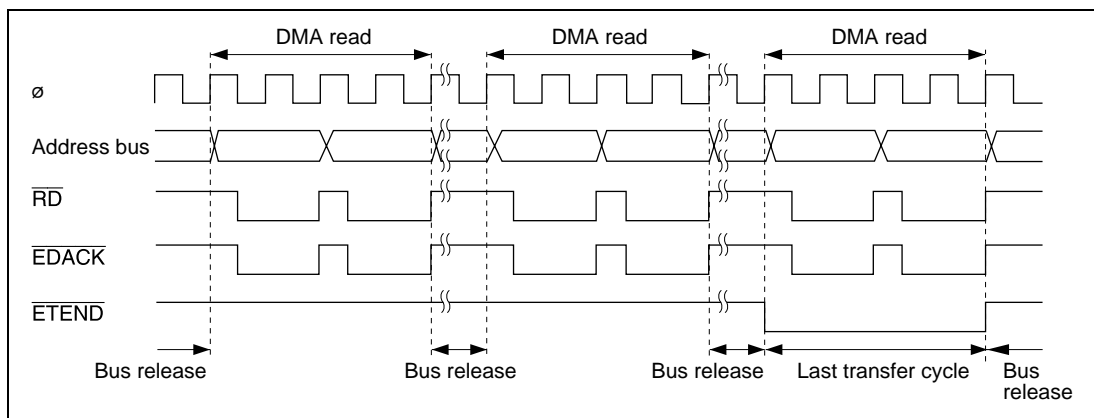 DMA read DMA read DMA read
ø
Address bus
RD
EDACK
ETEND
Bus release Bus release Bus release Last transfer cycle Bus
release